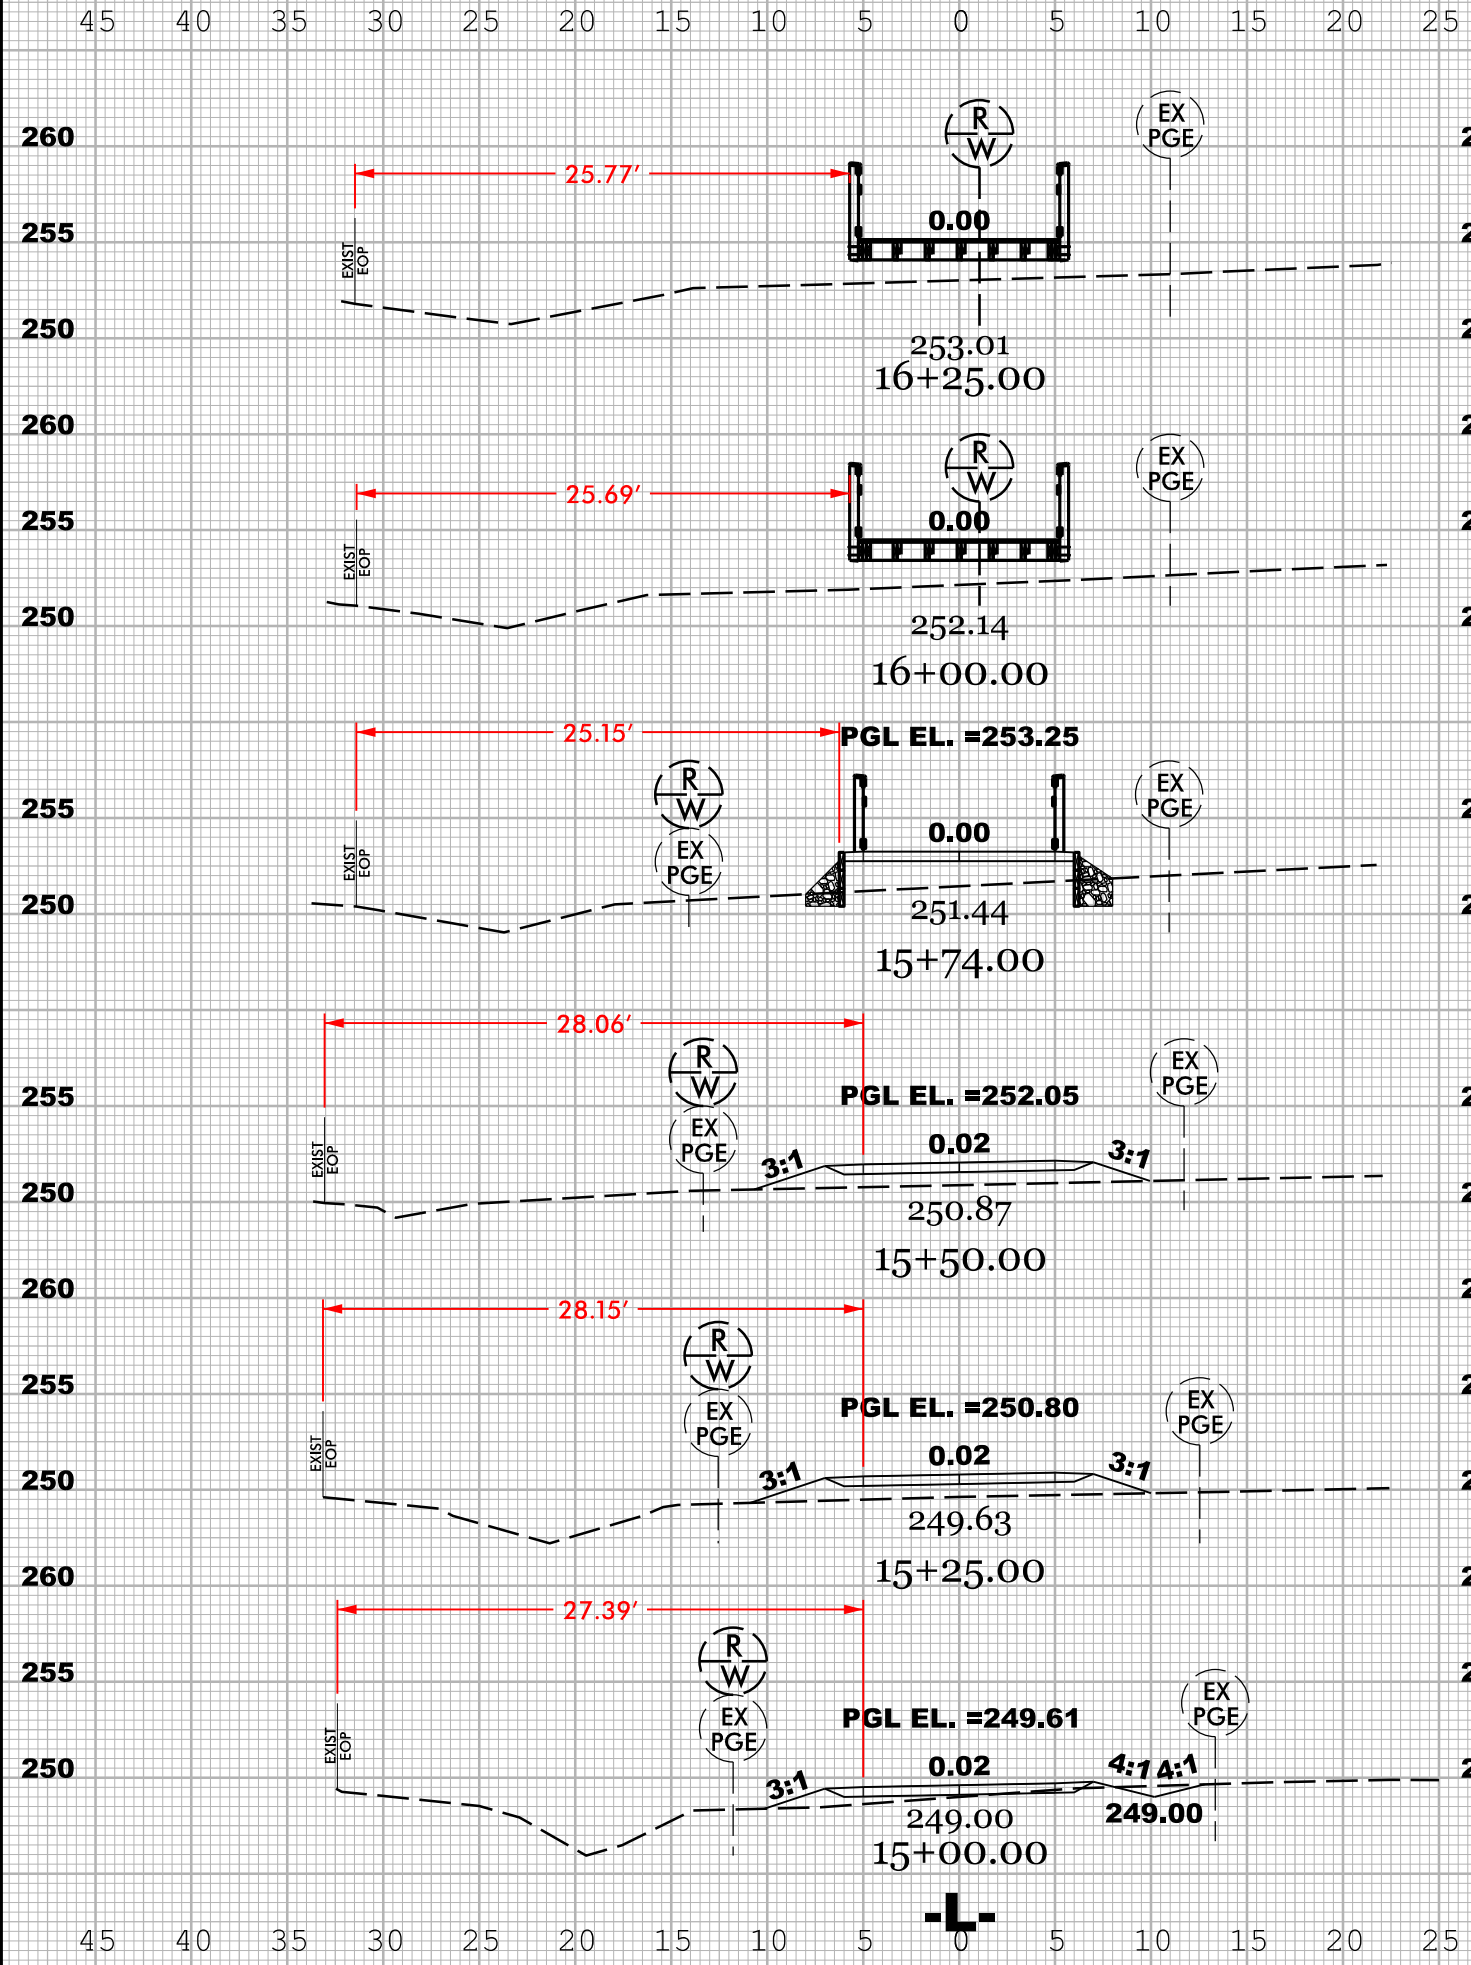 45 40 35 30 25 20 15 10 5 0 5 10 15 20 25
R
W
EX
PGE
260
25.77'
255
0.00
EXIST
EOP
250
253.01
16+25.00
260
R
W
EX
PGE
25.69'
255
0.00
EXIST
EOP
250
252.14
16+00.00
25.15'
PGL EL. =253.25
R
W
EX
PGE
255
0.00
EX
PGE
EXIST
EOP
250
251.44
15+74.00
28.06'
R
W
EX
PGE
255
PGL EL. =252.05
EX
PGE
0.02
EXIST
EOP
3:1
3:1
250
250.87
15+50.00
260
28.15'
R
W
255
EX
PGE
PGL EL. =250.80
EX
PGE
0.02
EXIST
EOP
3:1
3:1
250
249.63
15+25.00
260
27.39'
R
W
255
EX
PGE
PGL EL. =249.61
EX
PGE
EXIST
EOP
0.02
4:1 4:1
250
3:1
249.00
249.00
15+00.00
-L-
45 40 35 30 25 20 15 10 5 0 5 10 15 20 25